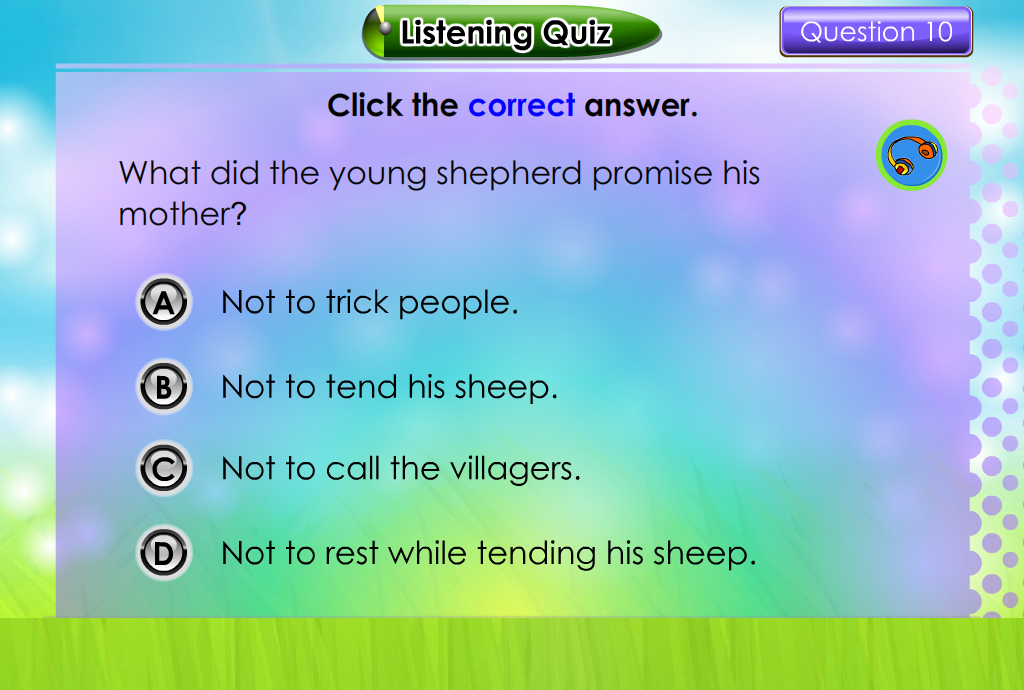 Listening Quiz
Question 10
Click the correct answer.
What did the young shepherd promise his
mother?
A Not to trick people.
B Not to tend his sheep.
C Not to call the villagers.
D Not to rest while tending his sheep.